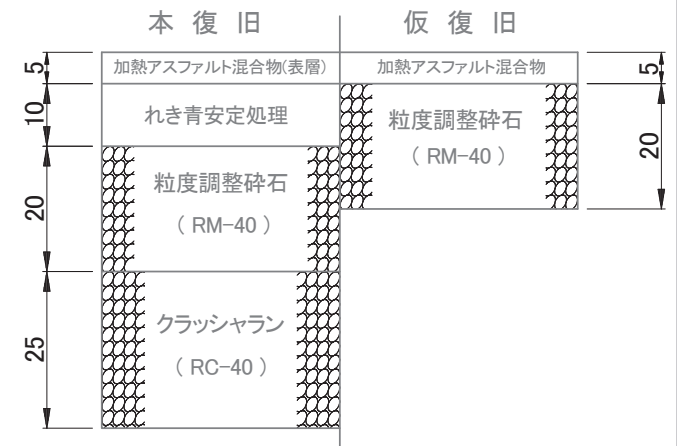 本復旧
仮復旧
5
加熱アスファルト混合物(表層)
加熱アスファルト混合物
5
10
れき青安定処理
粒度調整砕石
(RM-40)
20
20
粒度調整砕石
(RM-40)
25
クラッシャラン
(RC-40)